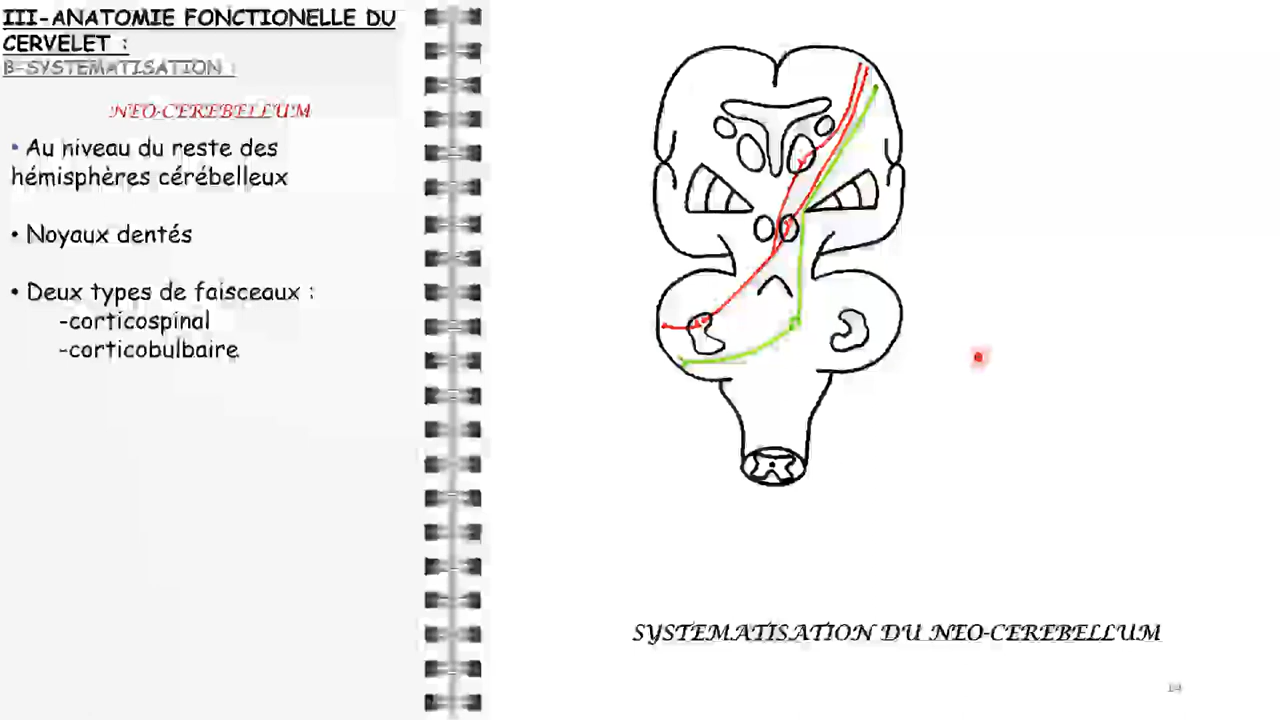 III-ANATOMIE FONCTIONELLE DU
CERVELET :
B-SYSTEMATISATION :
NEO-CEREBELLUM
• Au niveau du reste des
hémisphères cérébelleux
• Noyaux dentés
• Deux types de faisceaux :
-corticospinal
-corticobulbaire
SYSTEMATISATION DU NEO-CEREBELLUM